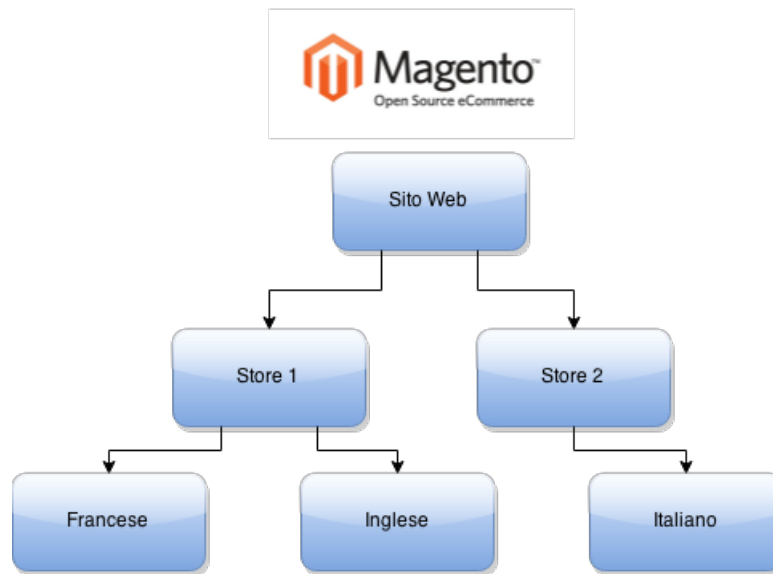 Magento™
Open Source eCommerce
Sito Web
Store 1
Store 2
Francese
Inglese
Italiano